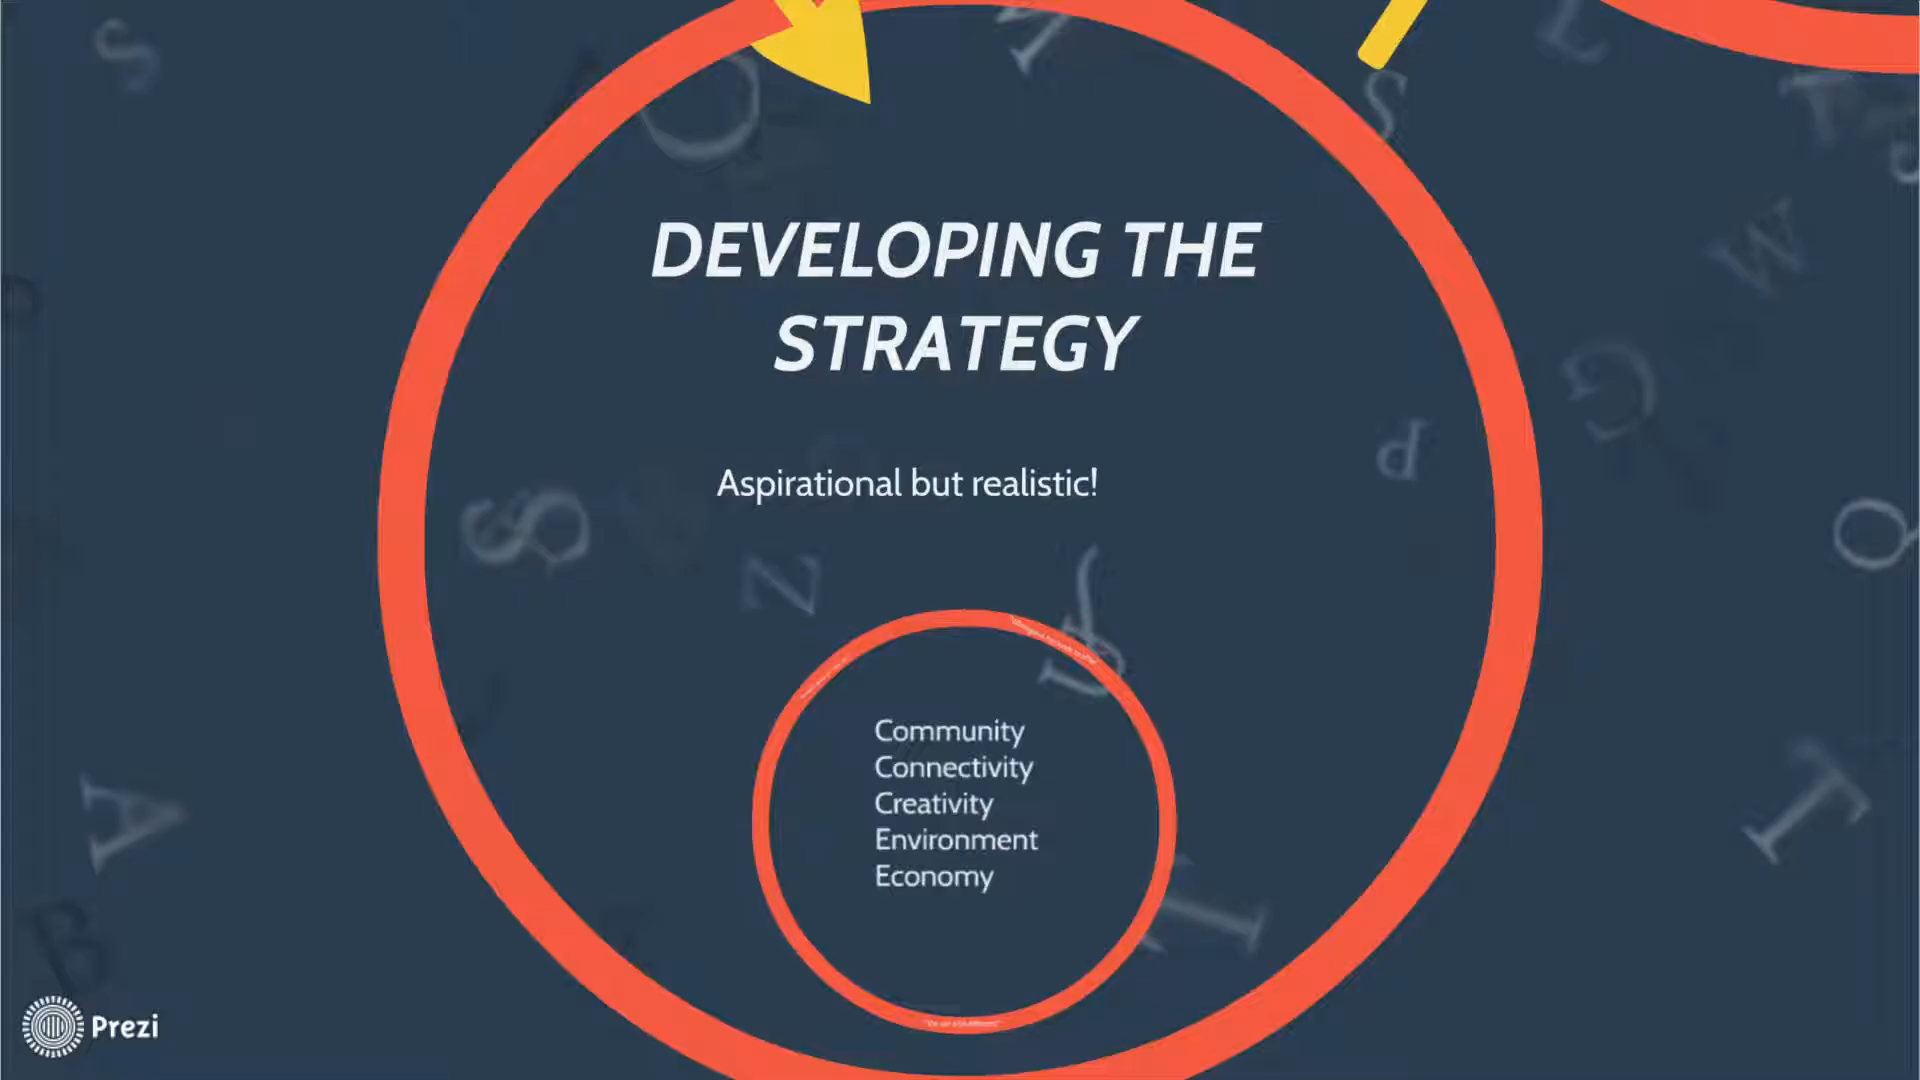 DEVELOPING THE
STRATEGY
Aspirational but realistic!
Community
Connectivity
Creativity
Environment
Economy
Prezi